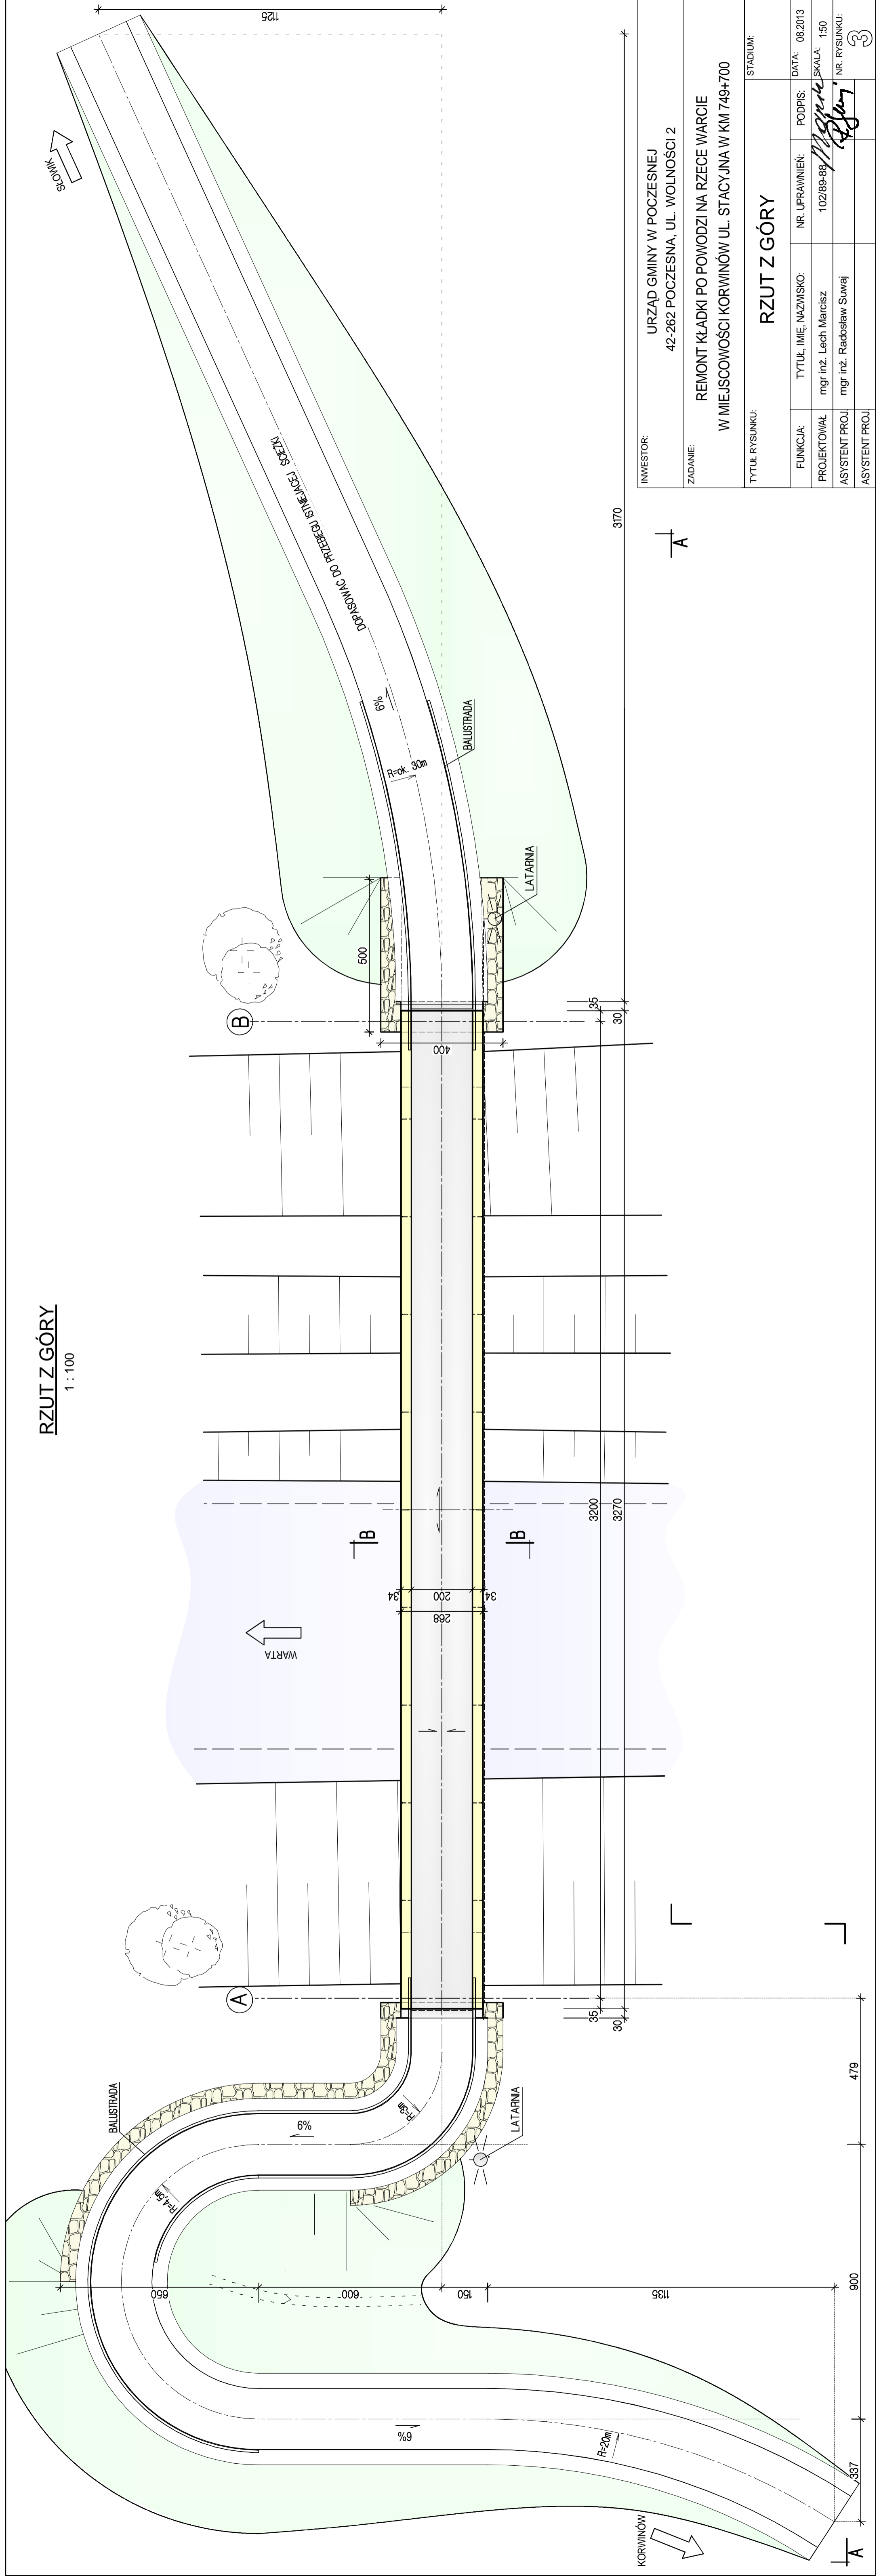 RZUT Z GÓRY
1 : 100
SŁOWIK
1125
DOPASOWAĆ DO PRZEBIEGU ISTNIEJĄCEJ ŚCIEŻKI
6%
R=ok. 30m
BALUSTRADA
LATARNIA
500
400
B
35
30
3170
A
3200
3270
B
B
34
200
34
268
WARTA
A
35
30
BALUSTRADA
6%
R=3m
R=4,5m
LATARNIA
650
600
150
1135
479
900
337
6%
R=20m
KORWINÓW
A
INWESTOR:
URZĄD GMINY W POCZESNEJ
42-262 POCZESNA, UL. WOLNOŚCI 2
ZADANIE:
REMONT KŁADKI PO POWODZI NA RZECE WARCIE
W MIEJSCOWOŚCI KORWINÓW UL. STACYJNA W KM 749+700
TYTUŁ RYSUNKU:
RZUT Z GÓRY
STADIUM:
FUNKCJA:
TYTUŁ, IMIĘ, NAZWISKO:
NR. UPRAWNIEŃ:
PODPIS:
DATA: 08.2013
PROJEKTOWAŁ
mgr inż. Lech Marcisz
102/89-88
SKALA: 1:50
ASYSTENT PROJ.
mgr inż. Radosław Suwaj
NR. RYSUNKU:
3
ASYSTENT PROJ.